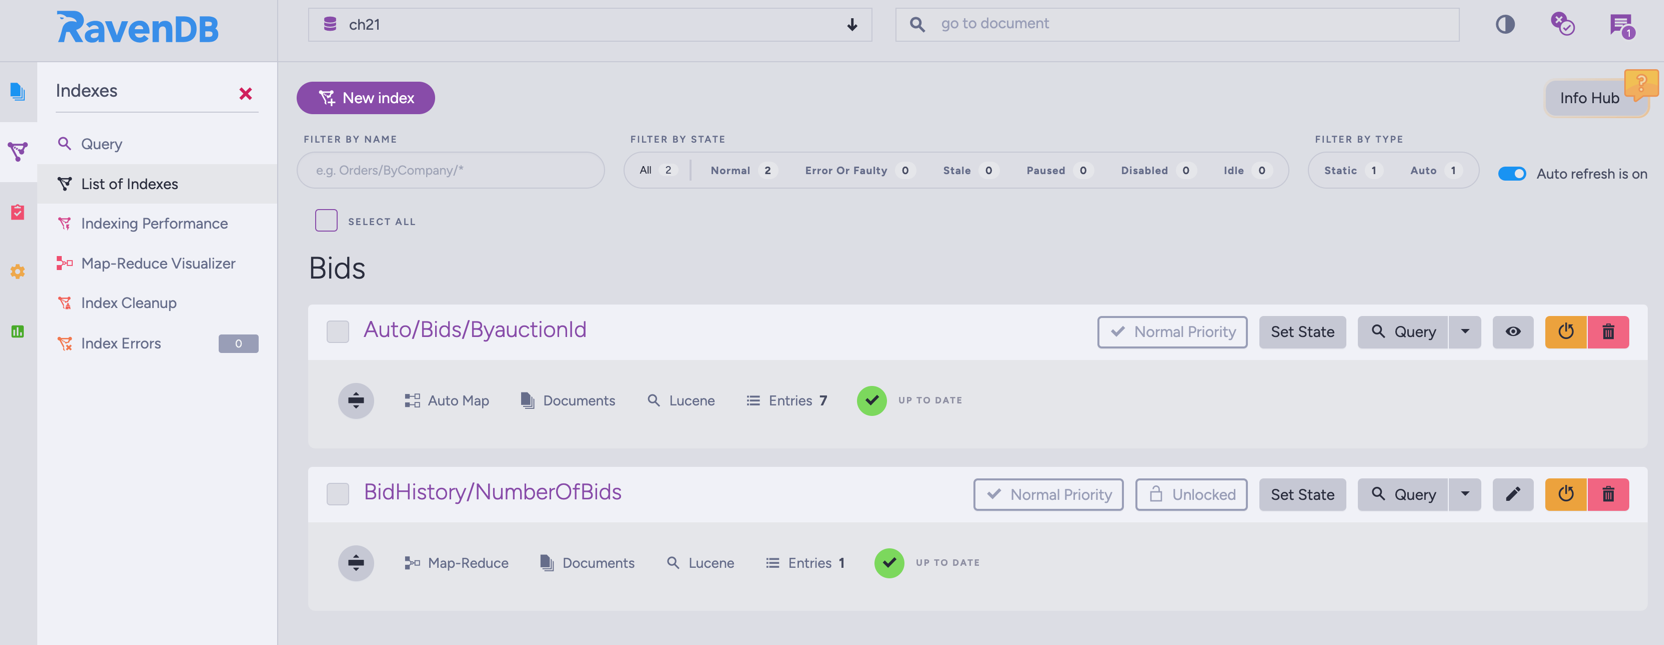 RavenDB
ch21
go to document
1
Indexes
Query
List of Indexes
Indexing Performance
Map-Reduce Visualizer
Index Cleanup
Index Errors 0
New index
Info Hub
?
FILTER BY NAME
e.g. Orders/ByCompany/*
FILTER BY STATE
All 2 Normal 2 Error Or Faulty 0 Stale 0 Paused 0 Disabled 0 Idle 0
FILTER BY TYPE
Static 1 Auto 1
Auto refresh is on
SELECT ALL
Bids
Auto/Bids/ByauctionId
Normal Priority Set State Query
Auto Map Documents Lucene Entries 7 UP TO DATE
BidHistory/NumberOfBids
Normal Priority Unlocked Set State Query
Map-Reduce Documents Lucene Entries 1 UP TO DATE